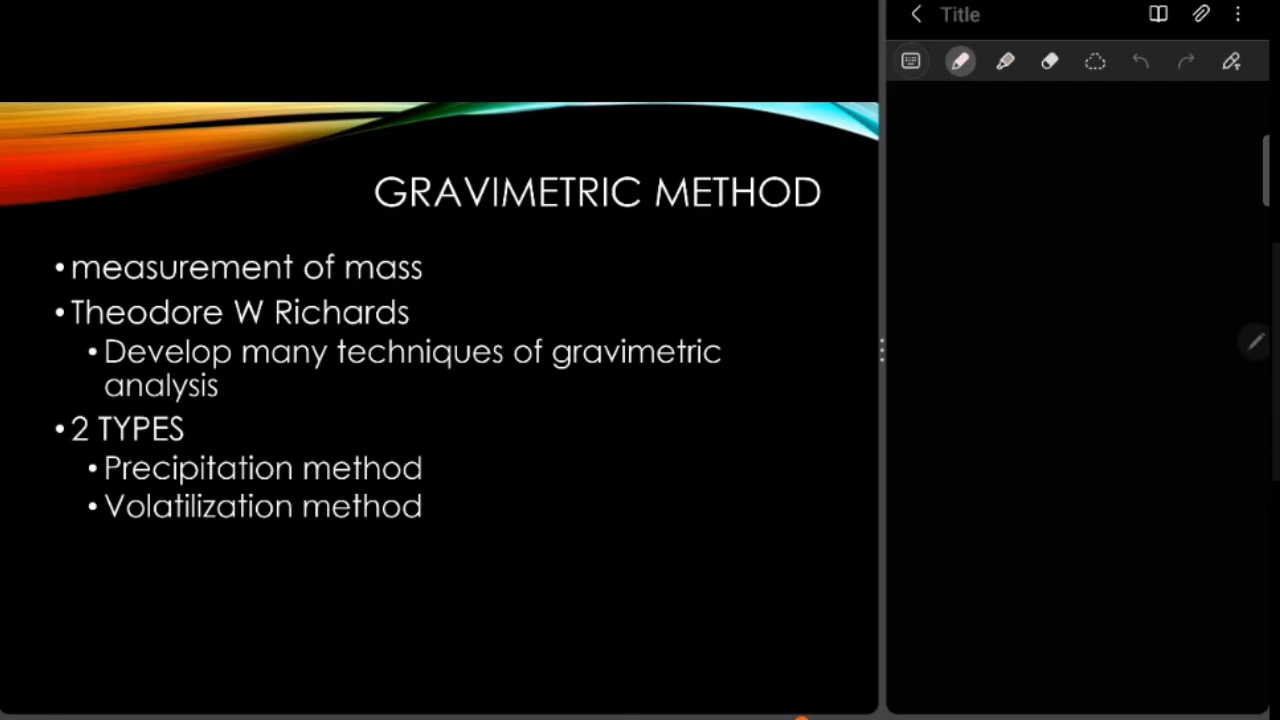 Title
GRAVIMETRIC METHOD
• measurement of mass
• Theodore W Richards
• Develop many techniques of gravimetric
analysis
• 2 TYPES
• Precipitation method
• Volatilization method